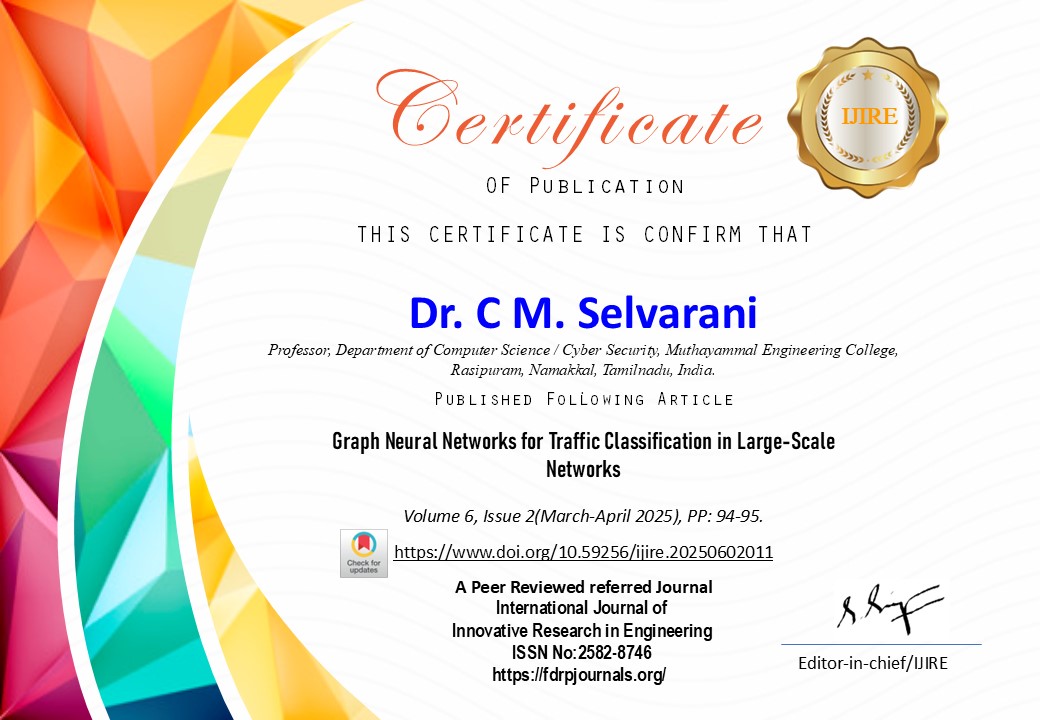 Certificate
IJIRE
OF PUBLICATION
THIS CERTIFICATE IS CONFIRM THAT
Dr. C M. Selvarani
Professor, Department of Computer Science / Cyber Security, Muthayammal Engineering College,
Rasipuram, Namakkal, Tamilnadu, India.
PUBLISHED FOLLOWING ARTICLE
Graph Neural Networks for Traffic Classification in Large-Scale
Networks
Volume 6, Issue 2(March-April 2025), PP: 94-95.
Check for
updates
https://www.doi.org/10.59256/ijire.20250602011
A Peer Reviewed referred Journal
International Journal of
Innovative Research in Engineering
ISSN No:2582-8746
https://fdrpjournals.org/
Editor-in-chief/IJIRE